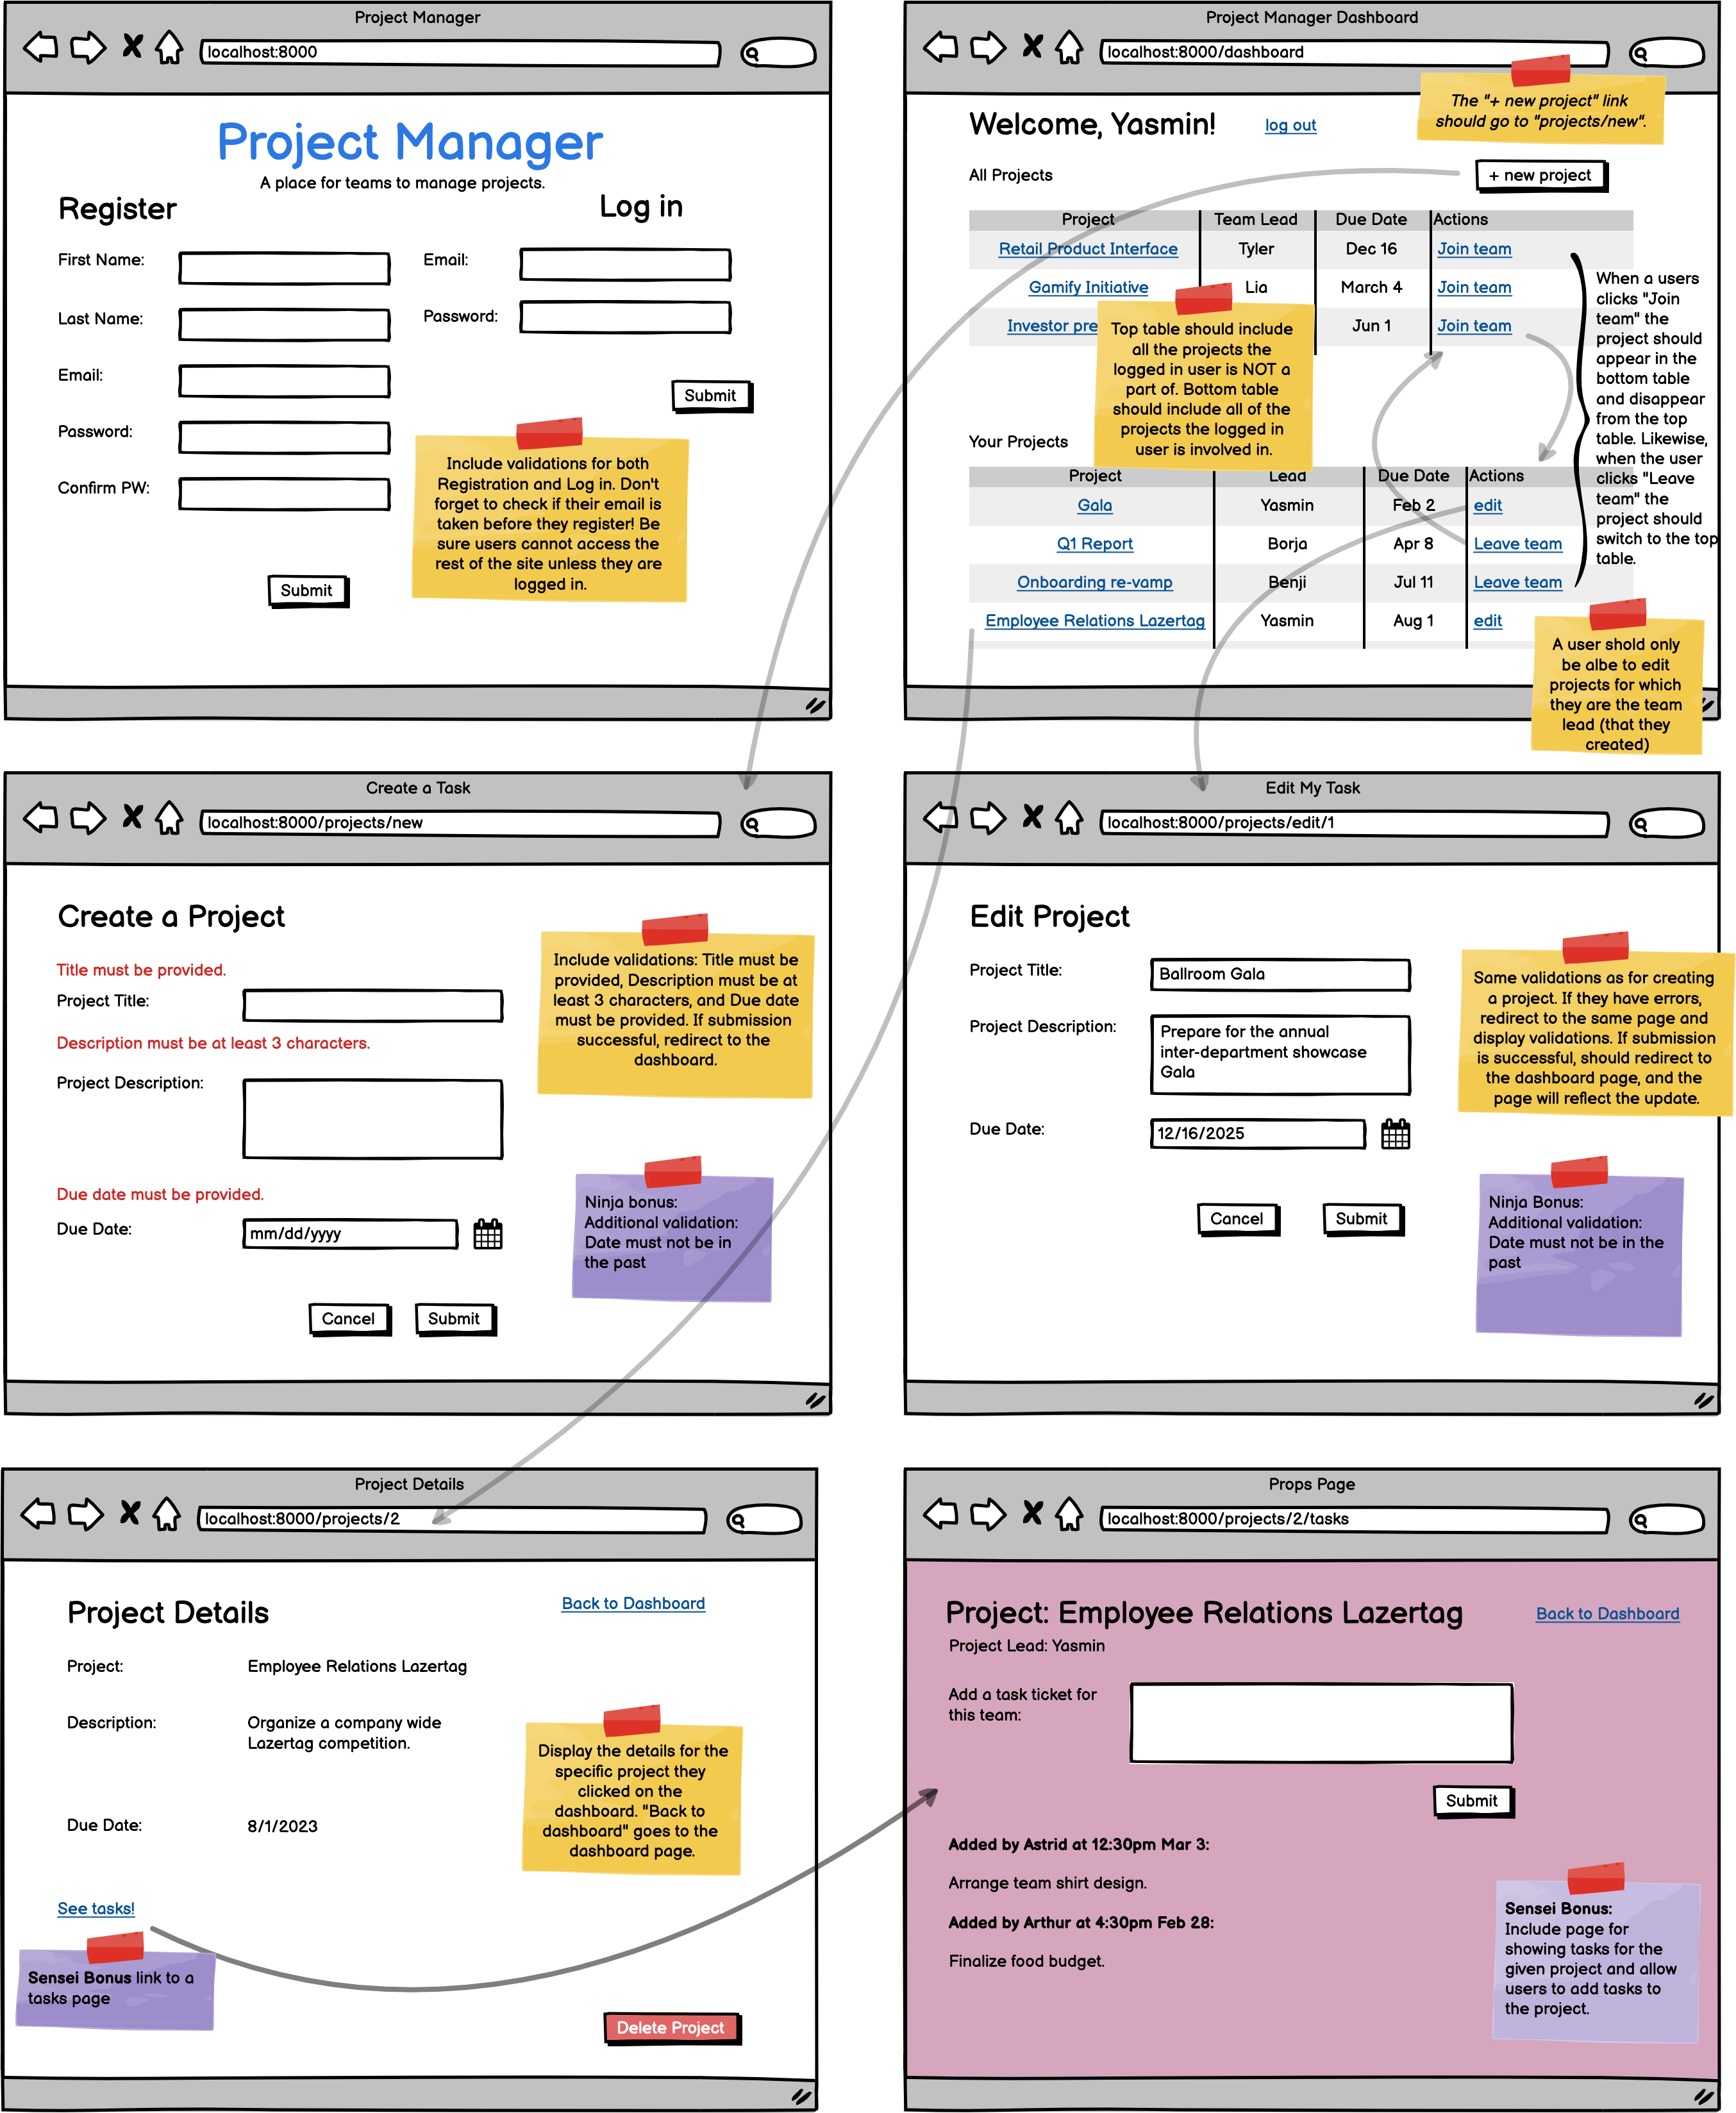 Project Manager
localhost:8000
Project Manager
A place for teams to manage projects.
Register
Log in
First Name:
Last Name:
Email:
Password:
Confirm PW:
Submit
Email:
Password:
Submit
Include validations for both
Registration and Log in. Don't
forget to check if their email is
taken before they register! Be
sure users cannot access the
rest of the site unless they are
logged in.
Project Manager Dashboard
localhost:8000/dashboard
The "+ new project" link
should go to "projects/new".
Welcome, Yasmin!
log out
All Projects
+ new project
Project Team Lead Due Date Actions
Retail Product Interface Tyler Dec 16 Join team
Gamify Initiative Lia March 4 Join team
Investor pre Jun 1 Join team
Top table should include
all the projects the
logged in user is NOT a
part of. Bottom table
should include all of the
projects the logged in
user is involved in.
When a users
clicks "Join
team" the
project should
appear in the
bottom table
and disappear
from the top
table. Likewise,
when the user
clicks "Leave
team" the
project should
switch to the top
table.
Your Projects
Project Lead Due Date Actions
Gala Yasmin Feb 2 edit
Q1 Report Borja Apr 8 Leave team
Onboarding re-vamp Benji Jul 11 Leave team
Employee Relations Lazertag Yasmin Aug 1 edit
A user shold only
be albe to edit
projects for which
they are the team
lead (that they
created)
Create a Task
localhost:8000/projects/new
Create a Project
Title must be provided.
Project Title:
Description must be at least 3 characters.
Project Description:
Due date must be provided.
Due Date:
mm/dd/yyyy
Cancel
Submit
Include validations: Title must be
provided, Description must be at
least 3 characters, and Due date
must be provided. If submission
successful, redirect to the
dashboard.
Ninja bonus:
Additional validation:
Date must not be in
the past
Edit My Task
localhost:8000/projects/edit/1
Edit Project
Project Title:
Ballroom Gala
Project Description:
Prepare for the annual
inter-department showcase
Gala
Due Date:
12/16/2025
Cancel
Submit
Same validations as for creating
a project. If they have errors,
redirect to the same page and
display validations. If submission
is successful, should redirect to
the dashboard page, and the
page will reflect the update.
Ninja Bonus:
Additional validation:
Date must not be in the
past
Project Details
localhost:8000/projects/2
Project Details
Back to Dashboard
Project:
Employee Relations Lazertag
Description:
Organize a company wide
Lazertag competition.
Due Date:
8/1/2023
Display the details for the
specific project they
clicked on the
dashboard. "Back to
dashboard" goes to the
dashboard page.
See tasks!
Sensei Bonus link to a
tasks page
Delete Project
Props Page
localhost:8000/projects/2/tasks
Project: Employee Relations Lazertag
Back to Dashboard
Project Lead: Yasmin
Add a task ticket for
this team:
Submit
Added by Astrid at 12:30pm Mar 3:
Arrange team shirt design.
Added by Arthur at 4:30pm Feb 28:
Finalize food budget.
Sensei Bonus:
Include page for
showing tasks for the
given project and allow
users to add tasks to
the project.